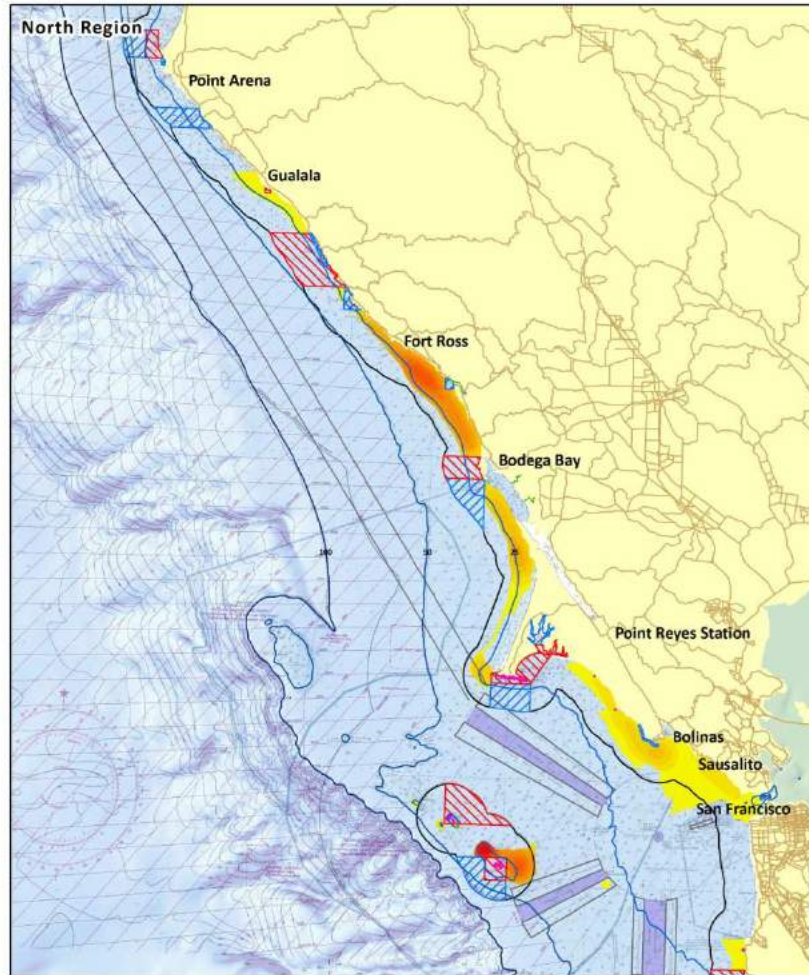 North Region
Point Arena
Gualala
Fort Ross
Bodega Bay
100
50
25
Point Reyes Station
Bolinas
Sausalito
San Francisco